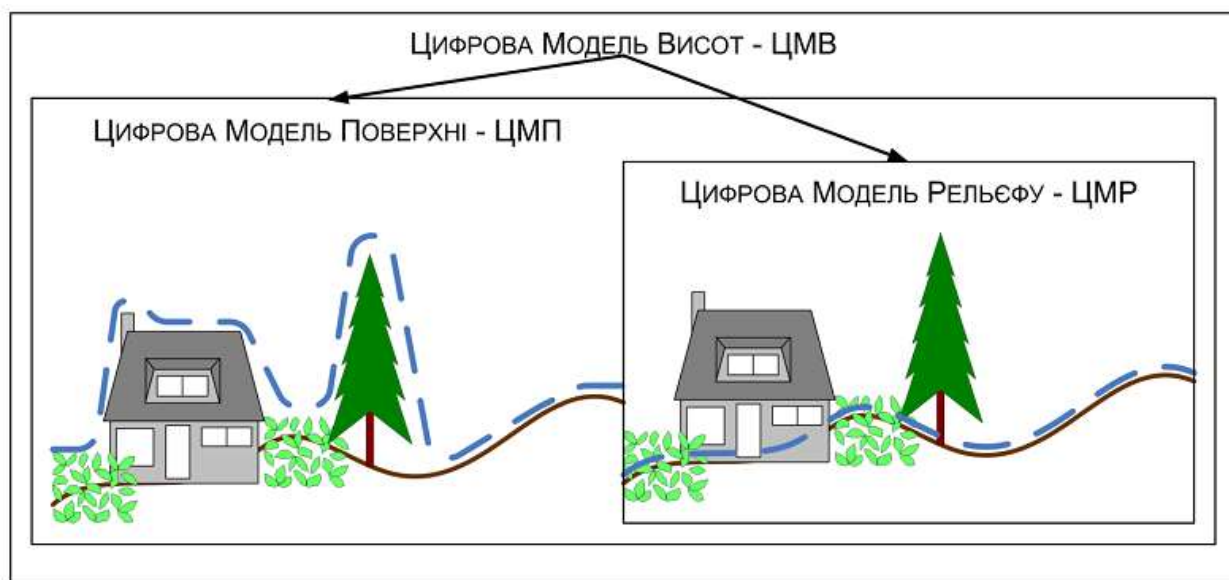 Цифрова Модель Висот - ЦМВ
Цифрова Модель Поверхні - ЦМП
Цифрова Модель Рельєфу - ЦМР